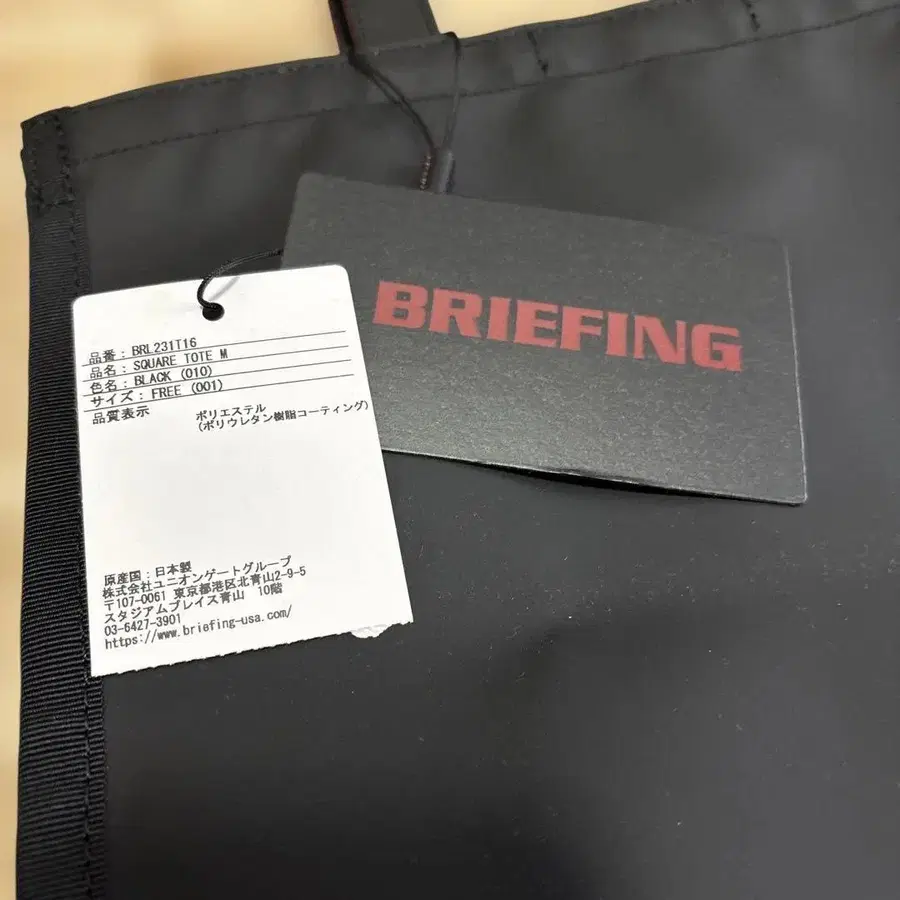 BRIEFING
品番 : BRL231T16
品名 : SQUARE TOTE M
色名 : BLACK (010)
サイズ : FREE (001)
品質表示 ポリエステル
(ポリウレタン樹脂コーティング)
原産国 : 日本製
株式会社ユニオンゲートグループ
〒107-0061 東京都港区北青山2-9-5
スタジアムプレイス青山 10階
03-6427-3901
https://www.briefing-usa.com/